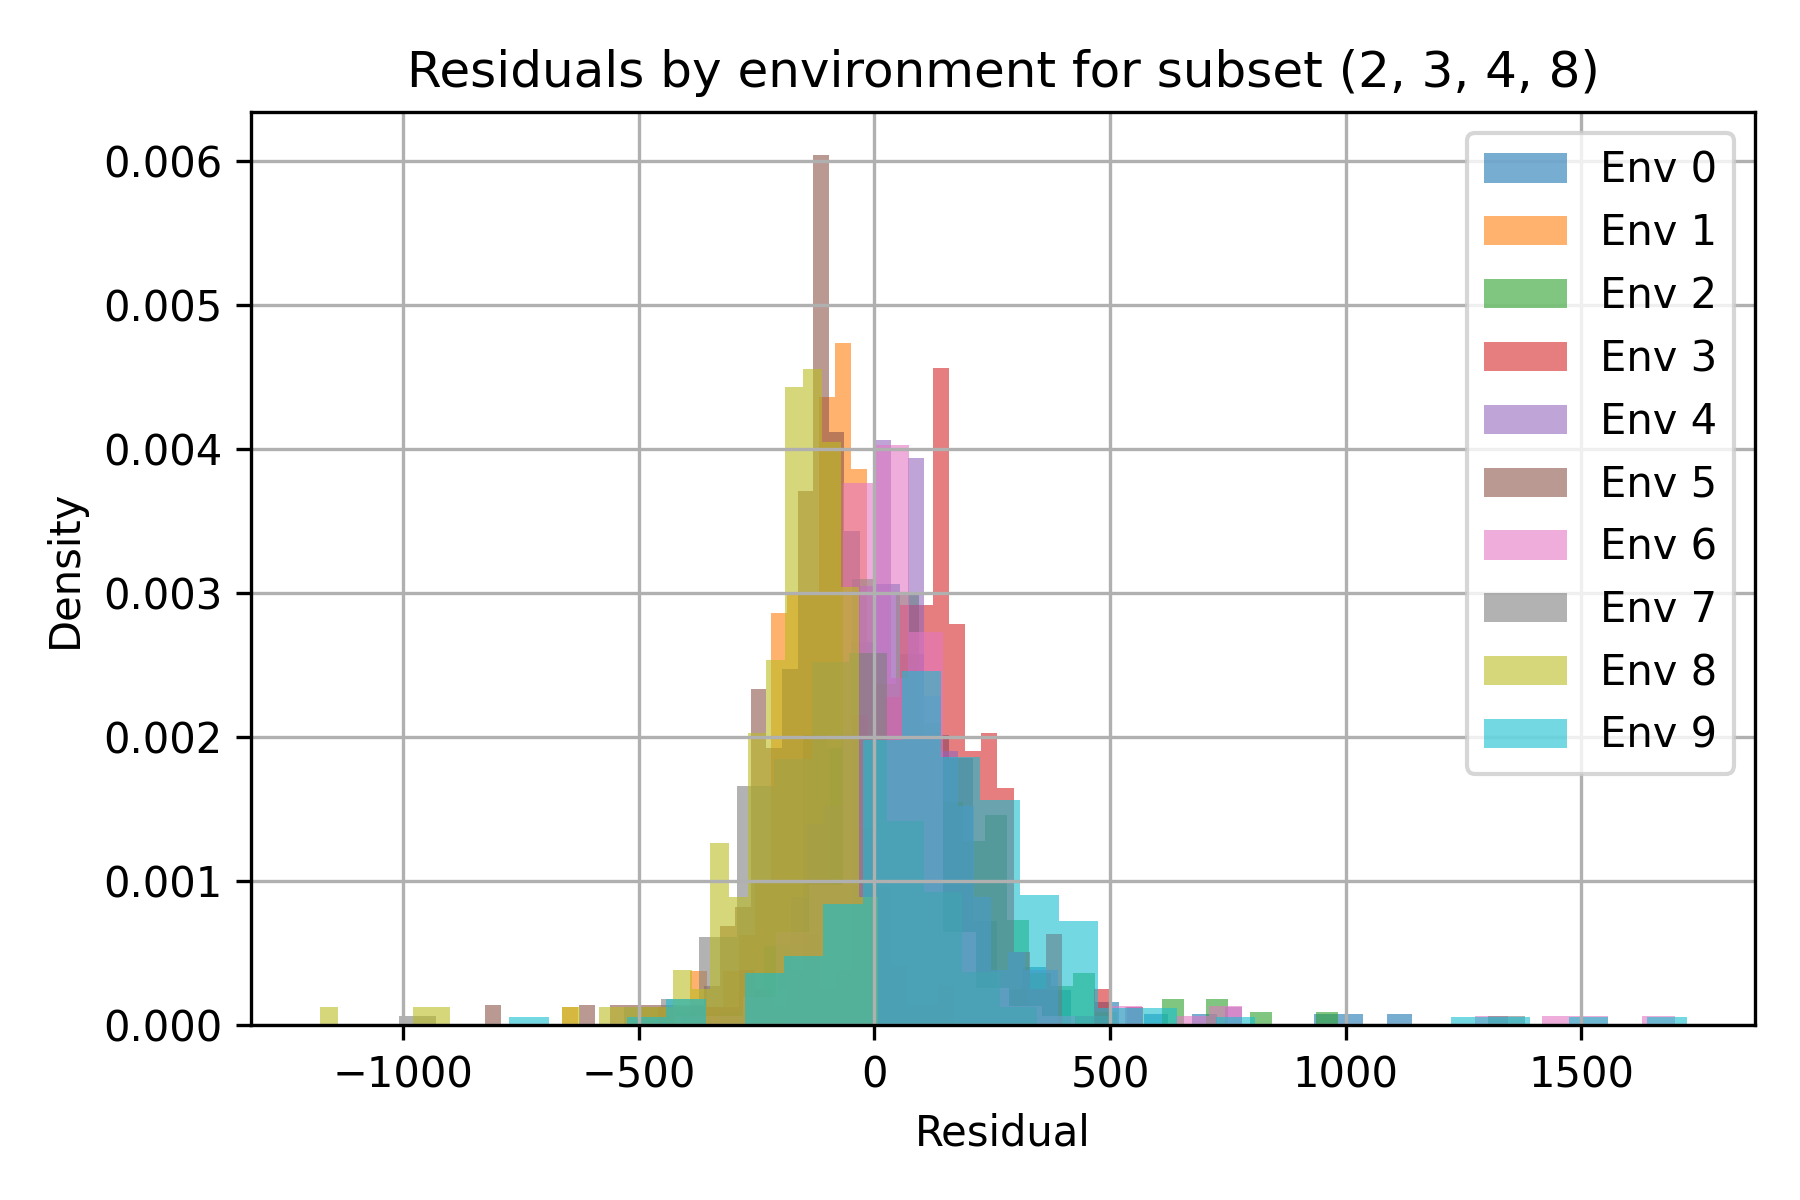 Residuals by environment for subset (2, 3, 4, 8)
0.006
0.005
0.004
0.003
0.002
0.001
0.000
Density
Env 0
Env 1
Env 2
Env 3
Env 4
Env 5
Env 6
Env 7
Env 8
Env 9
−1000 −500 0 500 1000 1500
Residual